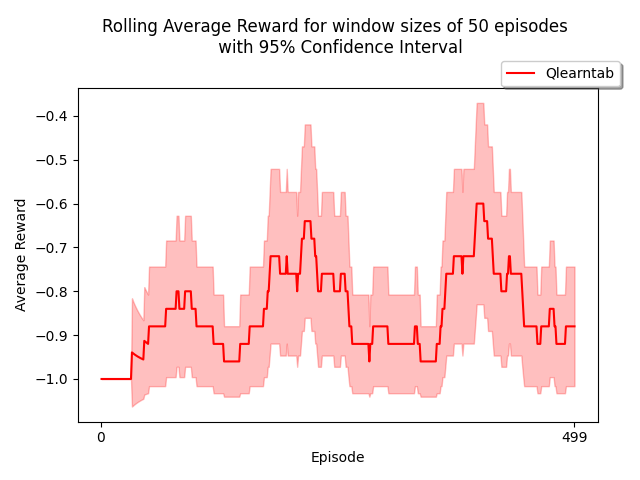 Rolling Average Reward for window sizes of 50 episodes
with 95% Confidence Interval
Qlearntab
−0.4
−0.5
−0.6
−0.7
−0.8
−0.9
−1.0
Average Reward
0
499
Episode